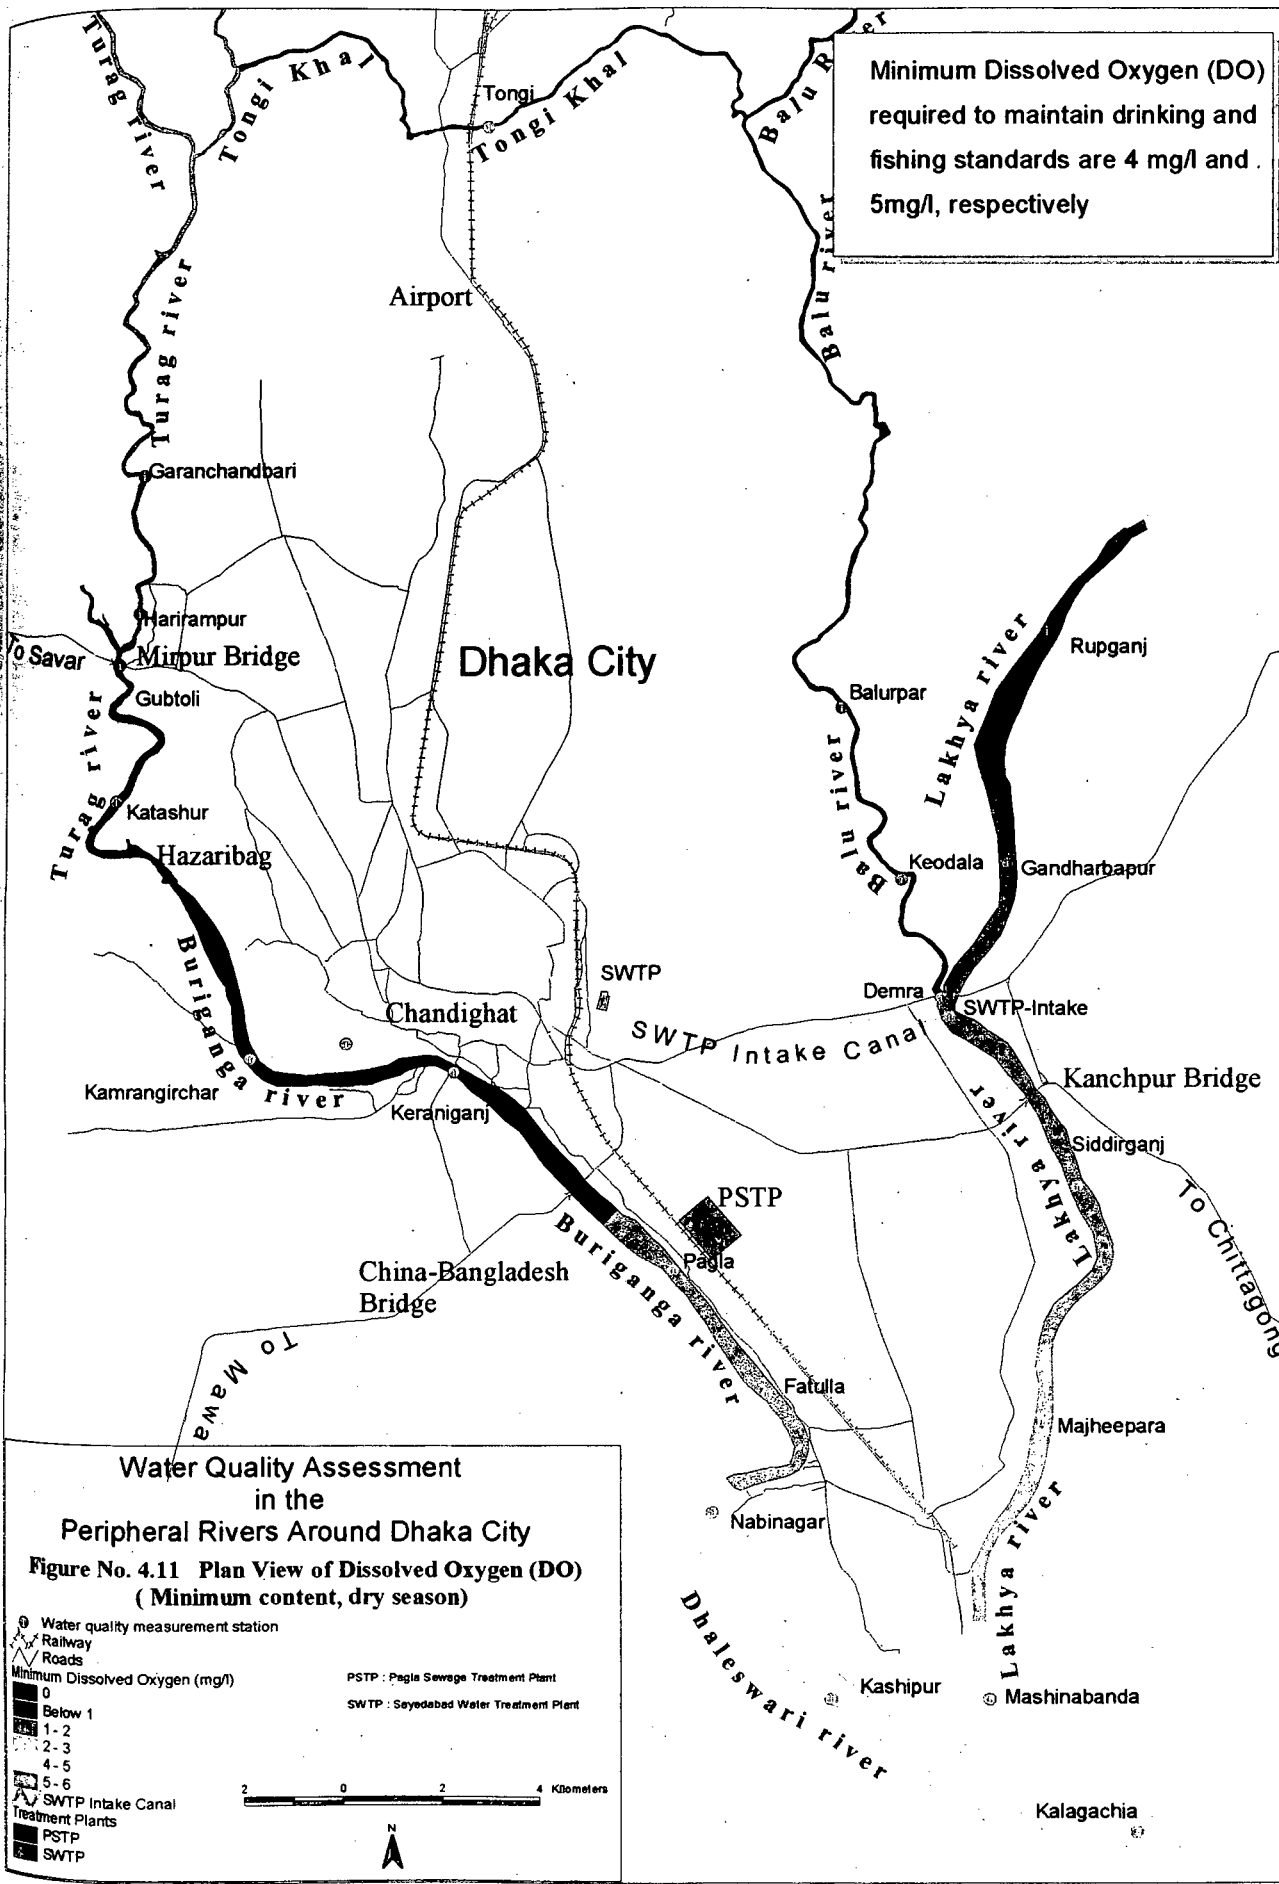 Turag river
Tongi Khal
Tongi
Tongi Khal
Balu R er
Balu river
Minimum Dissolved Oxygen (DO)
required to maintain drinking and
fishing standards are 4 mg/l and .
5mg/l, respectively
Balu river
Airport
Turag river
Garanchandbari
Harirampur
To Savar
Mirpur Bridge
Dhaka City
Gubtoli
Turag river
Katashur
Hazaribag
Lakhya river
Rupganj
Balurpar
Balu river
Balu
Keodala
Gandharbapur
Buriganga river
SWTP
Chandighat
Demra
SWTP-Intake
SWTP Intake Canal
Kanchpur Bridge
Kamrangirchar
Keraniganj
Lakhya river
Siddirganj
Lakhya river
To Chittagong
PSTP
Pagla
Buriganga river
China-Bangladesh
Bridge
To Mawa
Fatulla
Majheepara
Nabinagar
Lakhya river
Dhaleswari river
Kashipur
Mashinabanda
Kalagachia
Water Quality Assessment
in the
Peripheral Rivers Around Dhaka City
Figure No. 4.11 Plan View of Dissolved Oxygen (DO)
( Minimum content, dry season)
Water quality measurement station
Railway
Roads
Minimum Dissolved Oxygen (mg/l)
0
Below 1
1 - 2
2 - 3
4 - 5
5 - 6
SWTP Intake Canal
Treatment Plants
PSTP
SWTP
PSTP : Pagla Sewage Treatment Plant
SWTP : Sayedabad Water Treatment Plant
2 0 2 4 Kilometers
N